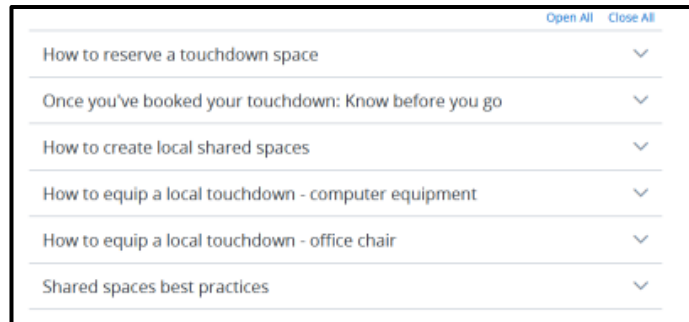 Open All Close All
How to reserve a touchdown space
Once you've booked your touchdown: Know before you go
How to create local shared spaces
How to equip a local touchdown - computer equipment
How to equip a local touchdown - office chair
Shared spaces best practices